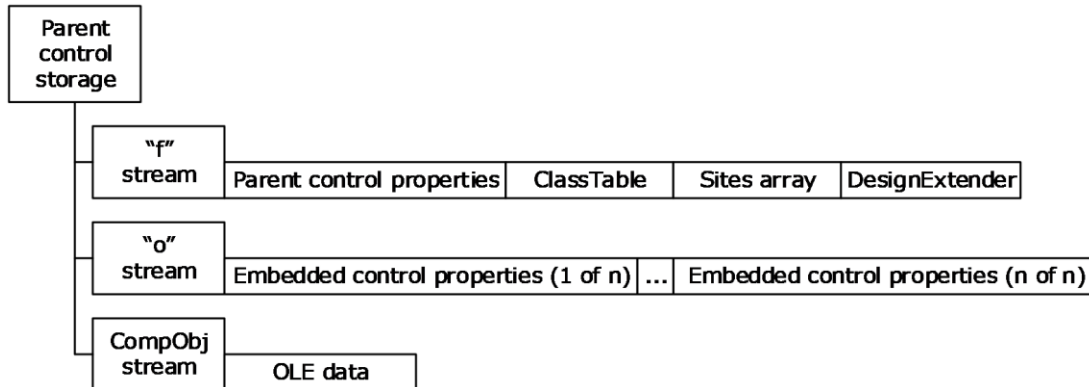 Parent
control
storage
“f”
stream
Parent control properties
ClassTable
Sites array
DesignExtender
“o”
stream
Embedded control properties (1 of n)
...
Embedded control properties (n of n)
CompObj
stream
OLE data